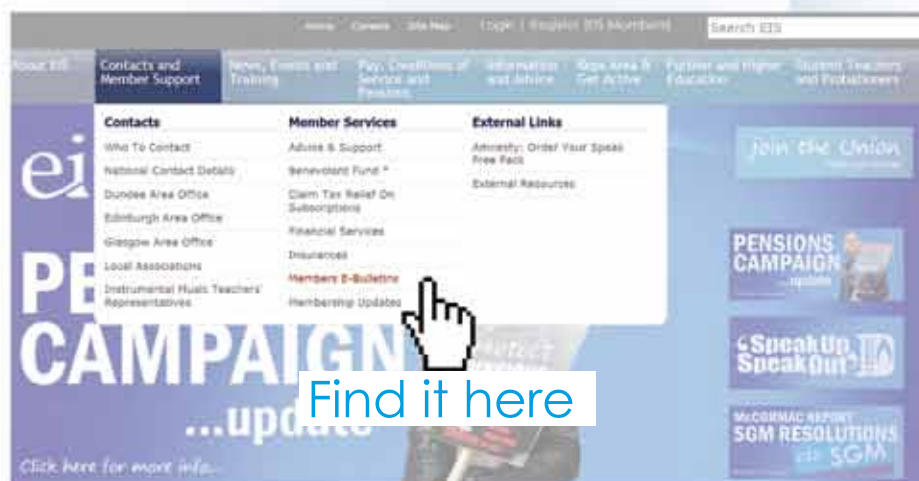 Home Careers Site Map Login | Register (EIS Members) Search EIS
About EIS
Contacts and
Member Support
News, Events and
Training
Pay, Conditions of
Service and
Pensions
Information
and Advice
Reps Area &
Get Active
Further and Higher
Education
Student Teachers
and Probationers
Contacts
Who To Contact
National Contact Details
Dundee Area Office
Edinburgh Area Office
Glasgow Area Office
Local Associations
Instrumental Music Teachers'
Representatives
Member Services
Advice & Support
Benevolent Fund *
Claim Tax Relief On
Subscriptions
Financial Services
Insurances
Members E-Bulletins
Membership Updates
External Links
Amnesty: Order Your Speak
Free Pack
External Resources
ei
PE
CAMPAIGN
...update
Click here for more info...
Find it here
Join the Union
PENSIONS
CAMPAIGN
...update
Speak Up
Speak Out
McCORMAC REPORT
SGM RESOLUTIONS
SGM